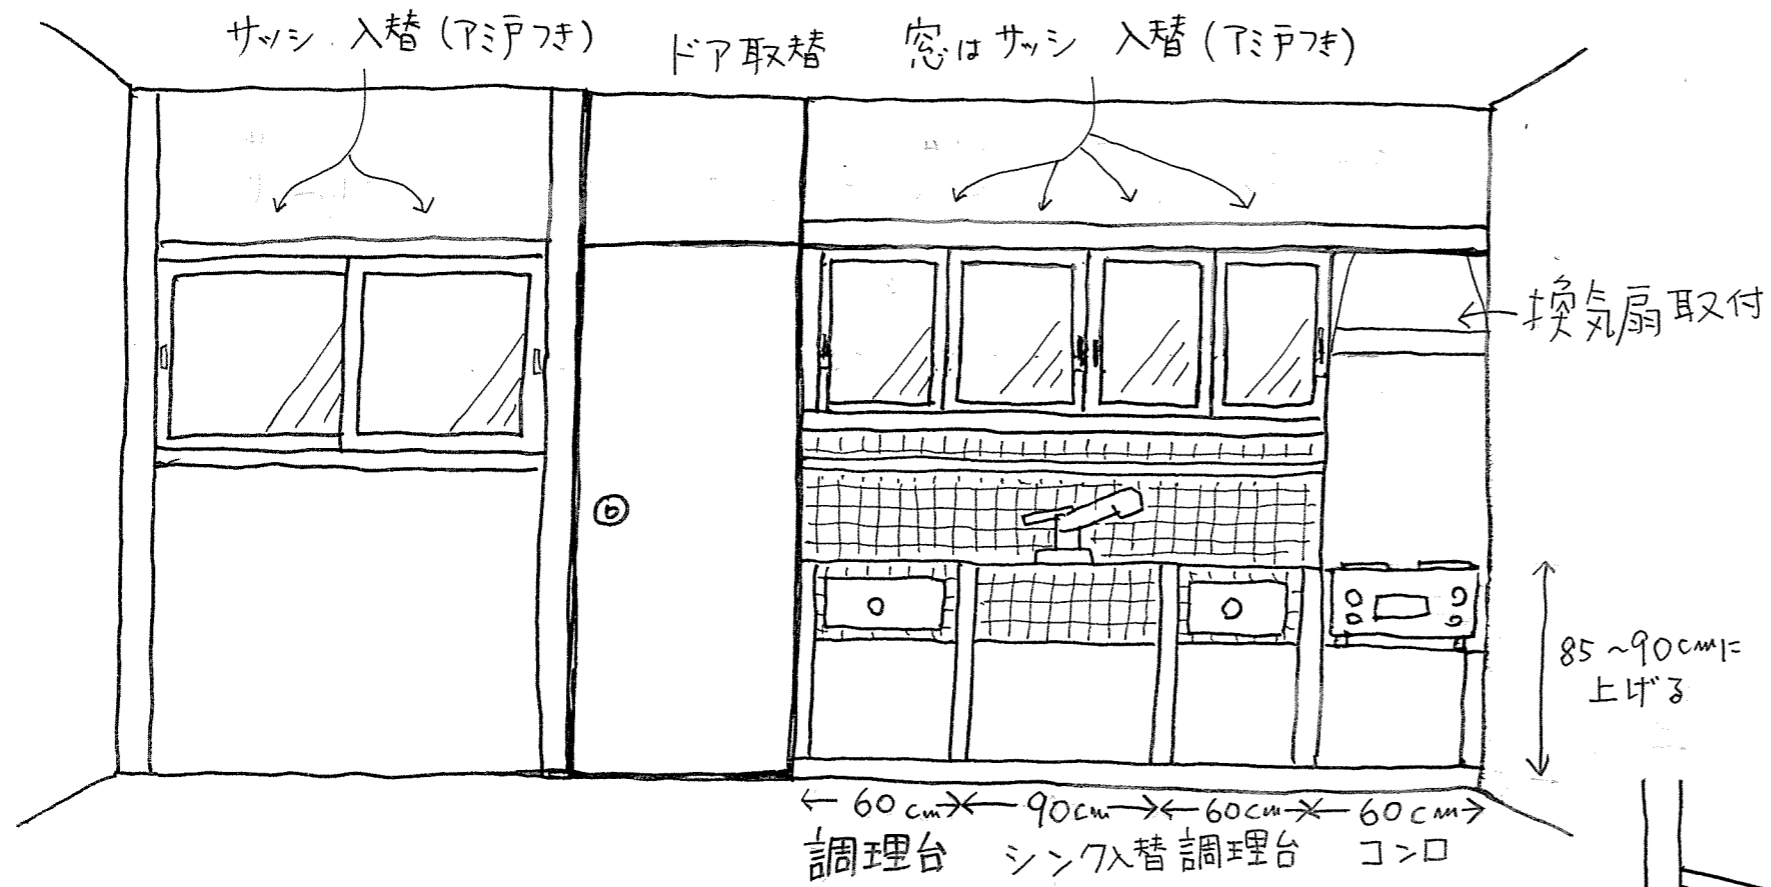 サッシ 入替(アミ戸つき)
ドア取替
窓はサッシ 入替(アミ戸つき)
換気扇取付
85~90cmに
上げる
60cm
90cm
60cm
60cm
調理台
シンク入替
調理台
コンロ